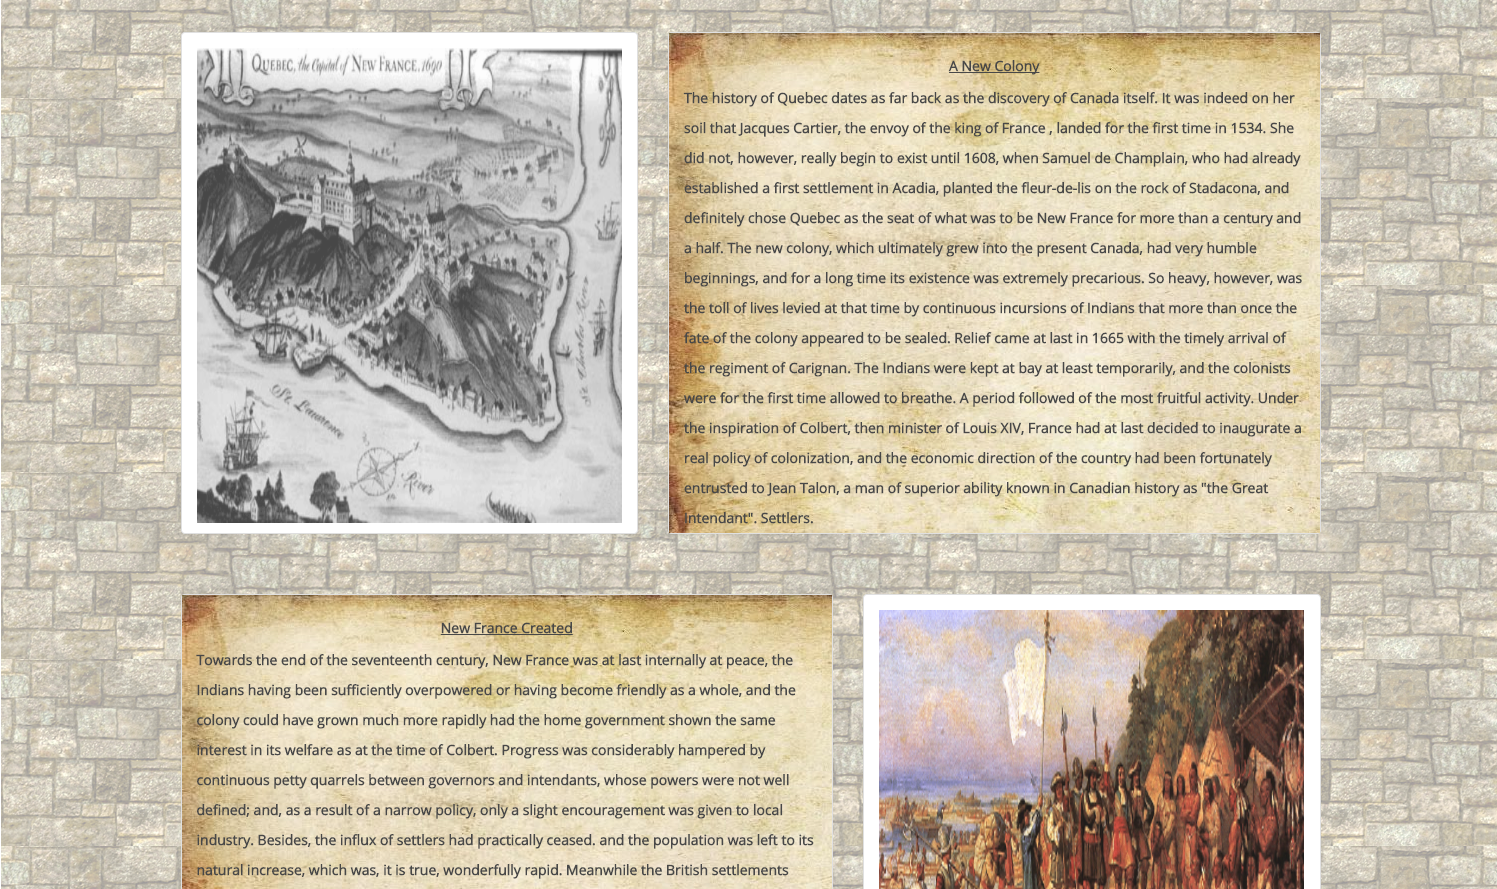 QUEBEC, the Capital of NEW FRANCE, 1690
St. Lawrence
River
St Charles River
A New Colony
The history of Quebec dates as far back as the discovery of Canada itself. It was indeed on her
soil that Jacques Cartier, the envoy of the king of France , landed for the first time in 1534. She
did not, however, really begin to exist until 1608, when Samuel de Champlain, who had already
established a first settlement in Acadia, planted the fleur-de-lis on the rock of Stadacona, and
definitely chose Quebec as the seat of what was to be New France for more than a century and
a half. The new colony, which ultimately grew into the present Canada, had very humble
beginnings, and for a long time its existence was extremely precarious. So heavy, however, was
the toll of lives levied at that time by continuous incursions of Indians that more than once the
fate of the colony appeared to be sealed. Relief came at last in 1665 with the timely arrival of
the regiment of Carignan. The Indians were kept at bay at least temporarily, and the colonists
were for the first time allowed to breathe. A period followed of the most fruitful activity. Under
the inspiration of Colbert, then minister of Louis XIV, France had at last decided to inaugurate a
real policy of colonization, and the economic direction of the country had been fortunately
entrusted to Jean Talon, a man of superior ability known in Canadian history as "the Great
Intendant". Settlers.
New France Created
Towards the end of the seventeenth century, New France was at last internally at peace, the
Indians having been sufficiently overpowered or having become friendly as a whole, and the
colony could have grown much more rapidly had the home government shown the same
interest in its welfare as at the time of Colbert. Progress was considerably hampered by
continuous petty quarrels between governors and intendants, whose powers were not well
defined; and, as a result of a narrow policy, only a slight encouragement was given to local
industry. Besides, the influx of settlers had practically ceased. and the population was left to its
natural increase, which was, it is true, wonderfully rapid. Meanwhile the British settlements